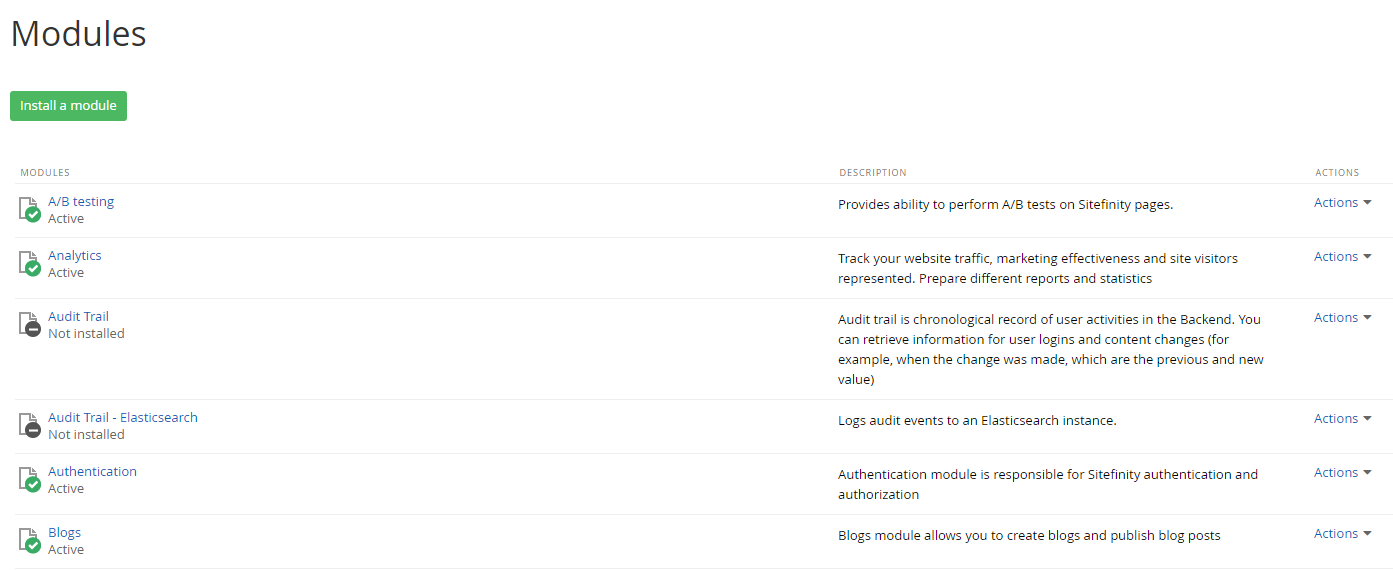 Modules
Install a module
MODULES DESCRIPTION ACTIONS
A/B testing
Active
Provides ability to perform A/B tests on Sitefinity pages.
Actions
Analytics
Active
Track your website traffic, marketing effectiveness and site visitors
represented. Prepare different reports and statistics
Actions
Audit Trail
Not installed
Audit trail is chronological record of user activities in the Backend. You
can retrieve information for user logins and content changes (for
example, when the change was made, which are the previous and new
value)
Actions
Audit Trail - Elasticsearch
Not installed
Logs audit events to an Elasticsearch instance.
Actions
Authentication
Active
Authentication module is responsible for Sitefinity authentication and
authorization
Actions
Blogs
Active
Blogs module allows you to create blogs and publish blog posts
Actions